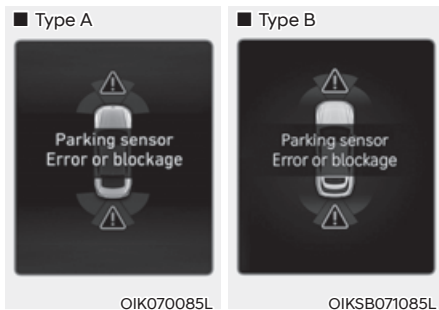 ■ Type A
Parking sensor
Error or blockage
OIK070085L
■ Type B
Parking sensor
Error or blockage
OIKSB071085L